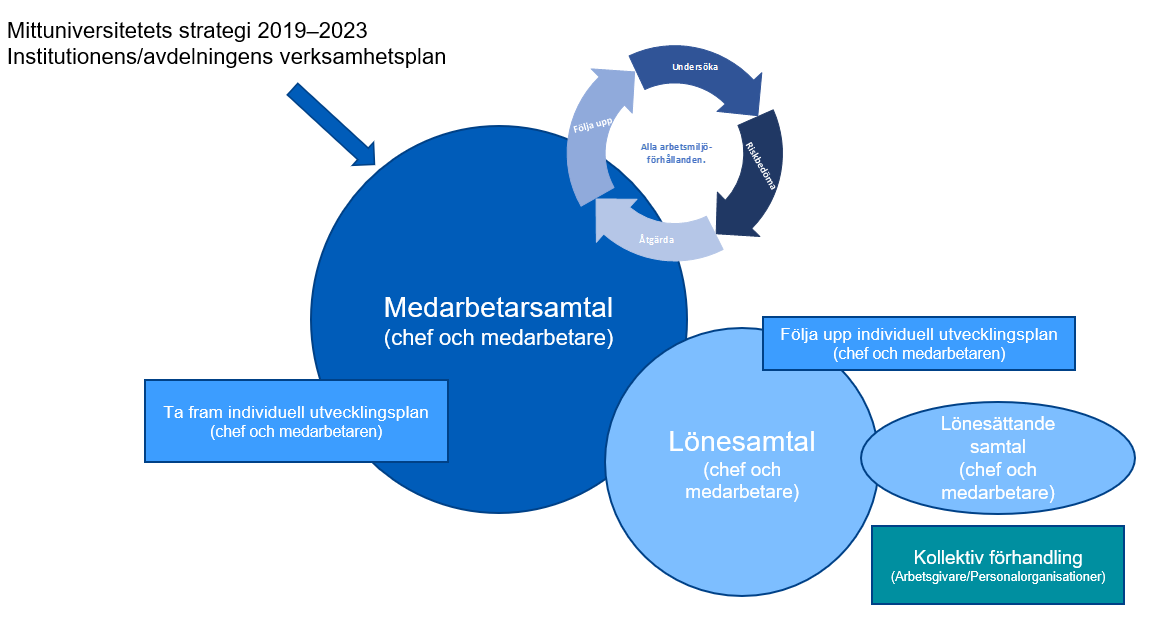 Mittuniversitetets strategi 2019–2023
Institutionens/avdelningens verksamhetsplan
Undersöka
Riskbedöma
Åtgärda
Följa upp
Alla arbetsmiljö-
förhållanden.
Medarbetarsamtal
(chef och medarbetare)
Ta fram individuell utvecklingsplan
(chef och medarbetaren)
Följa upp individuell utvecklingsplan
(chef och medarbetaren)
Lönesamtal
(chef och
medarbetare)
Lönesättande
samtal
(chef och
medarbetare)
Kollektiv förhandling
(Arbetsgivare/Personalorganisationer)